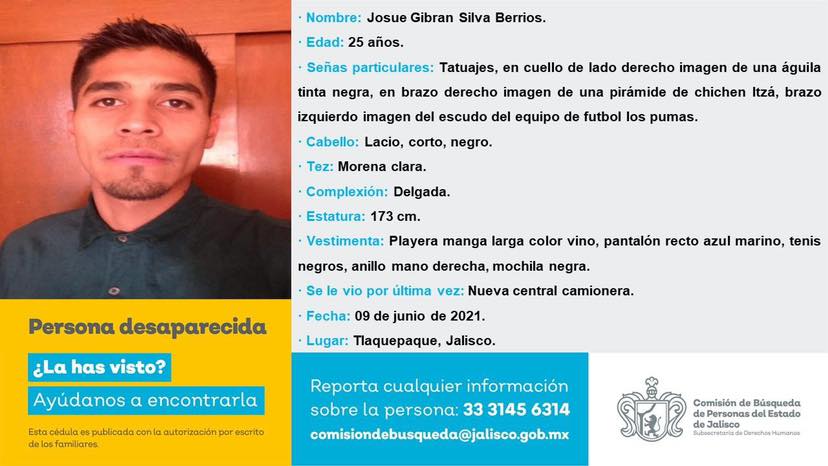 · Nombre: Josue Gibran Silva Berrios.
· Edad: 25 años.
· Señas particulares: Tatuajes, en cuello de lado derecho imagen de una águila
tinta negra, en brazo derecho imagen de una pirámide de chichen Itzá, brazo
izquierdo imagen del escudo del equipo de futbol los pumas.
· Cabello: Lacio, corto, negro.
· Tez: Morena clara.
· Complexión: Delgada.
· Estatura: 173 cm.
· Vestimenta: Playera manga larga color vino, pantalón recto azul marino, tenis
negros, anillo mano derecha, mochila negra.
· Se le vio por última vez: Nueva central camionera.
· Fecha: 09 de junio de 2021.
· Lugar: Tlaquepaque, Jalisco.
Persona desaparecida
¿La has visto?
Ayúdanos a encontrarla
Esta cédula es publicada con la autorización por escrito
de los familiares.
Reporta cualquier información
sobre la persona: 33 3145 6314
comisiondebusqueda@jalisco.gob.mx
Comisión de Búsqueda
de Personas del Estado
de Jalisco
Subsecretaría de Derechos Humanos